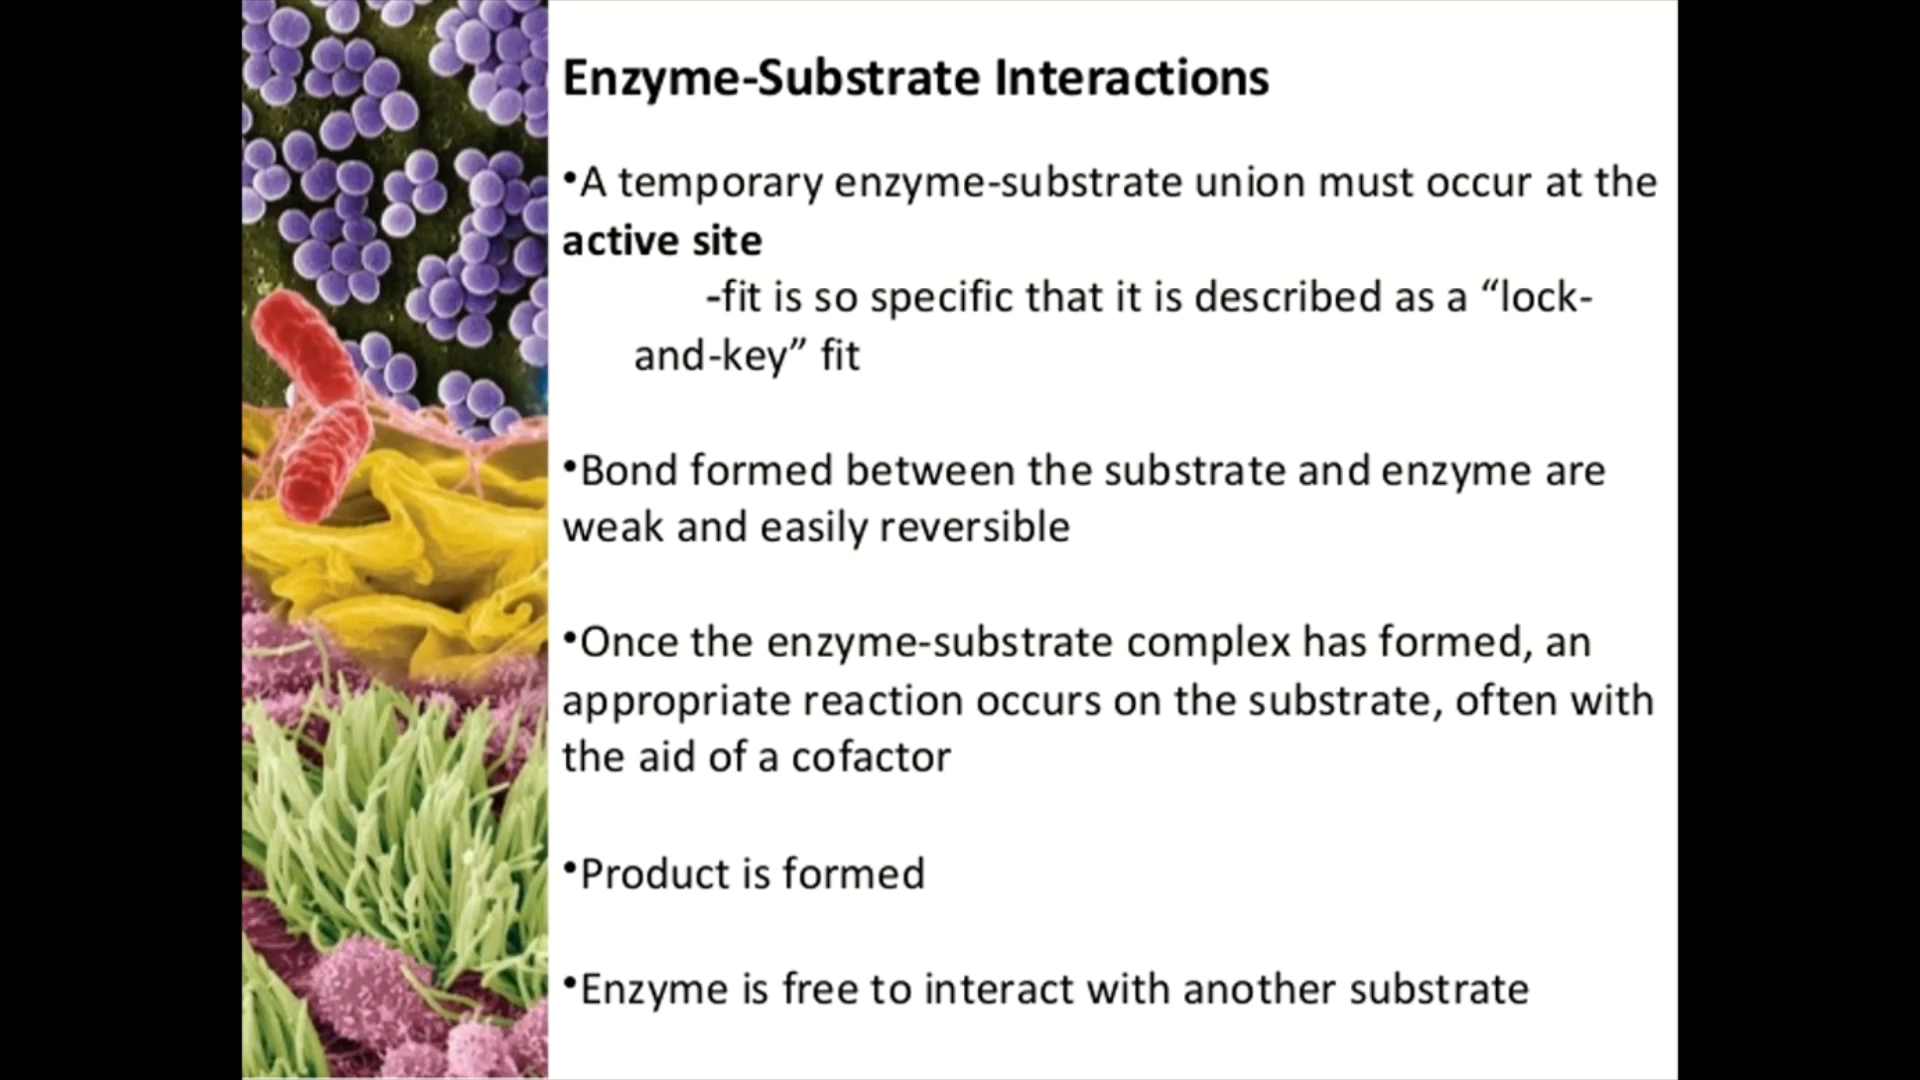 Enzyme-Substrate Interactions
•A temporary enzyme-substrate union must occur at the
active site
-fit is so specific that it is described as a “lock-
and-key” fit
•Bond formed between the substrate and enzyme are
weak and easily reversible
•Once the enzyme-substrate complex has formed, an
appropriate reaction occurs on the substrate, often with
the aid of a cofactor
•Product is formed
•Enzyme is free to interact with another substrate